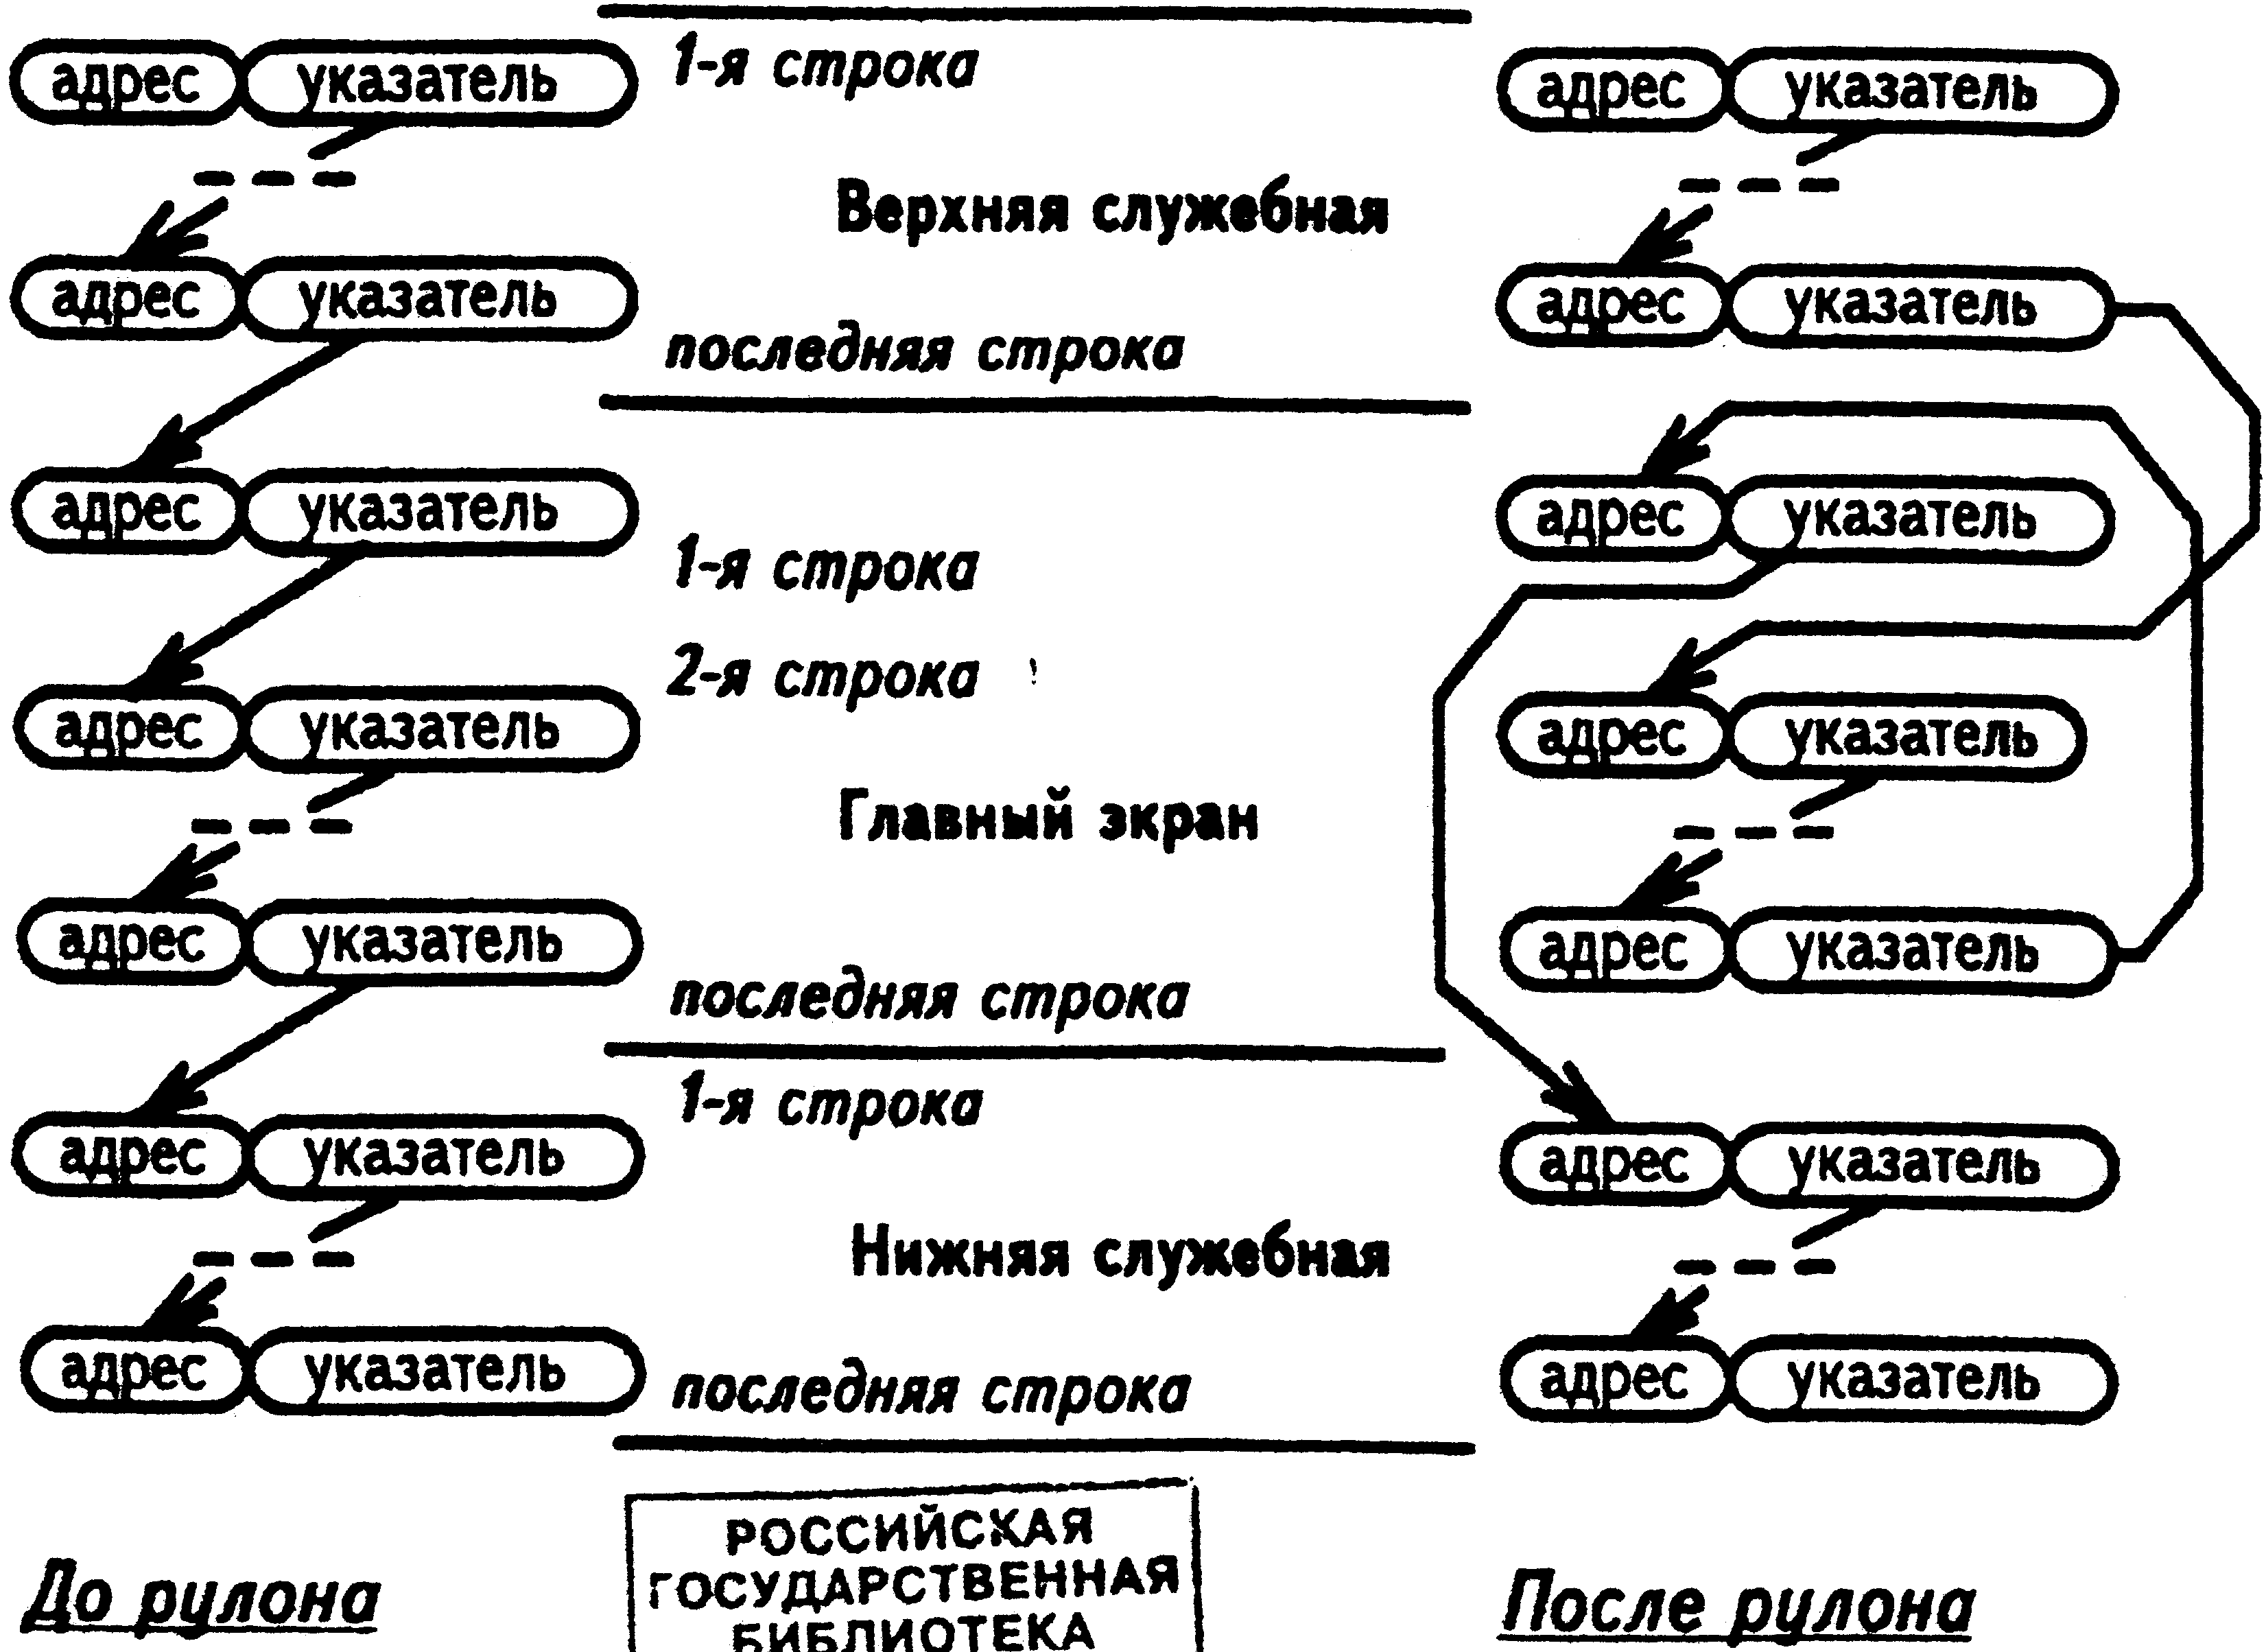 1-я строка
адрес указатель
адрес указатель
Верхняя служебная
адрес указатель
адрес указатель
последняя строка
адрес указатель
адрес указатель
1-я строка
2-я строка
адрес указатель
адрес указатель
Главный экран
адрес указатель
адрес указатель
последняя строка
1-я строка
адрес указатель
адрес указатель
Нижняя служебная
адрес указатель
адрес указатель
последняя строка
РОССИЙСКАЯ
ГОСУДАРСТВЕННАЯ
БИБЛИОТЕКА
До рулона
После рулона